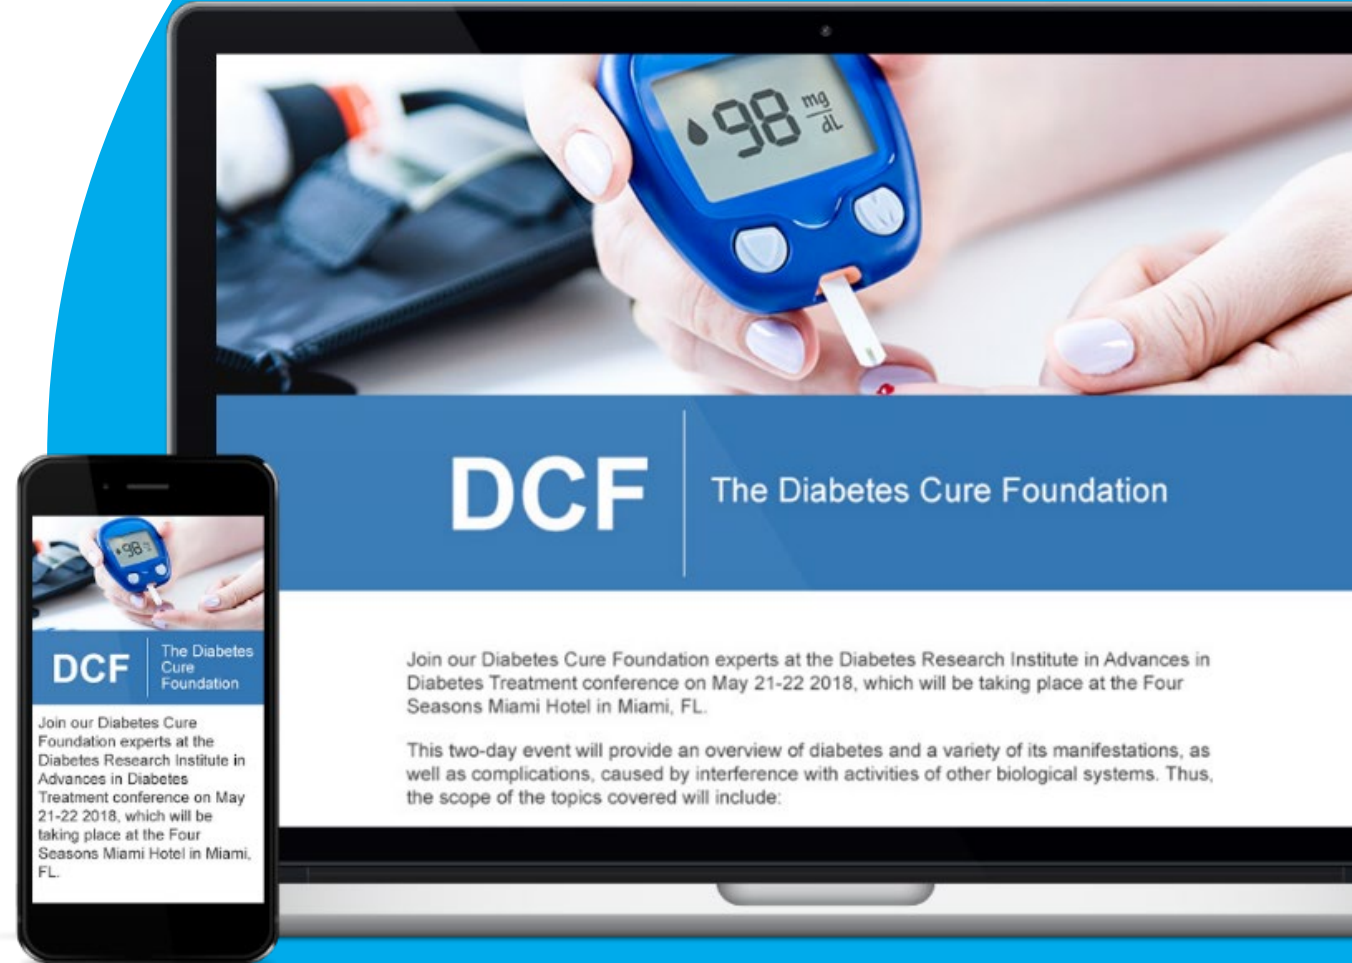 98 mg/dL
DCF
The Diabetes Cure Foundation
Join our Diabetes Cure Foundation experts at the Diabetes Research Institute in Advances in
Diabetes Treatment conference on May 21-22 2018, which will be taking place at the Four
Seasons Miami Hotel in Miami, FL.
This two-day event will provide an overview of diabetes and a variety of its manifestations, as
well as complications, caused by interference with activities of other biological systems. Thus,
the scope of the topics covered will include:
98
DCF
The Diabetes
Cure
Foundation
Join our Diabetes Cure
Foundation experts at the
Diabetes Research Institute in
Advances in Diabetes
Treatment conference on May
21-22 2018, which will be
taking place at the Four
Seasons Miami Hotel in Miami,
FL.